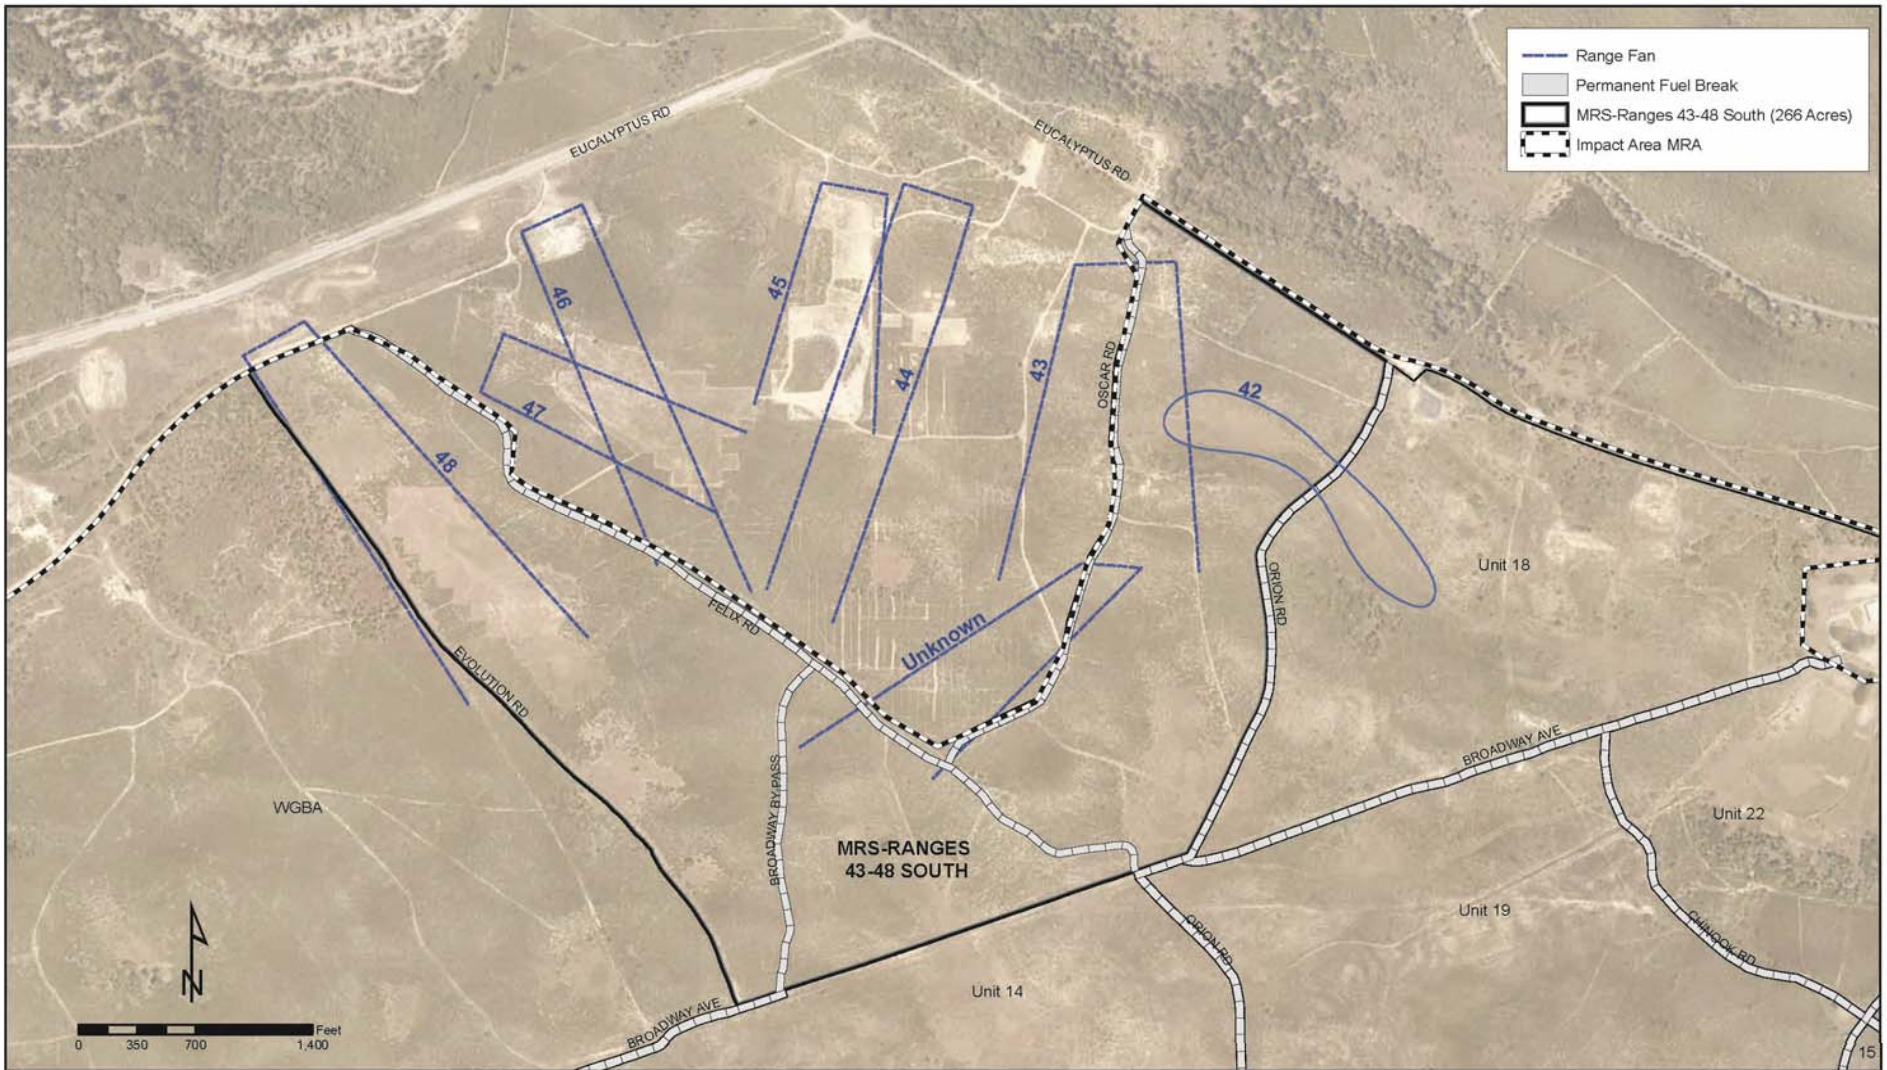 Range Fan
Permanent Fuel Break
MRS-Ranges 43-48 South (266 Acres)
Impact Area MRA
EUCALYPTUS RD
EUCALYPTUS RD
46
45
44
43
OSCAR RD
42
47
48
Unit 18
ORION RD
FELIX RD
Unknown
EVOLUTION RD
BROADWAY AVE
WGBA
BROADWAY BY PASS
Unit 22
MRS-RANGES
43-48 SOUTH
Unit 19
ORION RD
CHINOOK RD
Unit 14
N
BROADWAY AVE
Feet
0 350 700 1,400
15